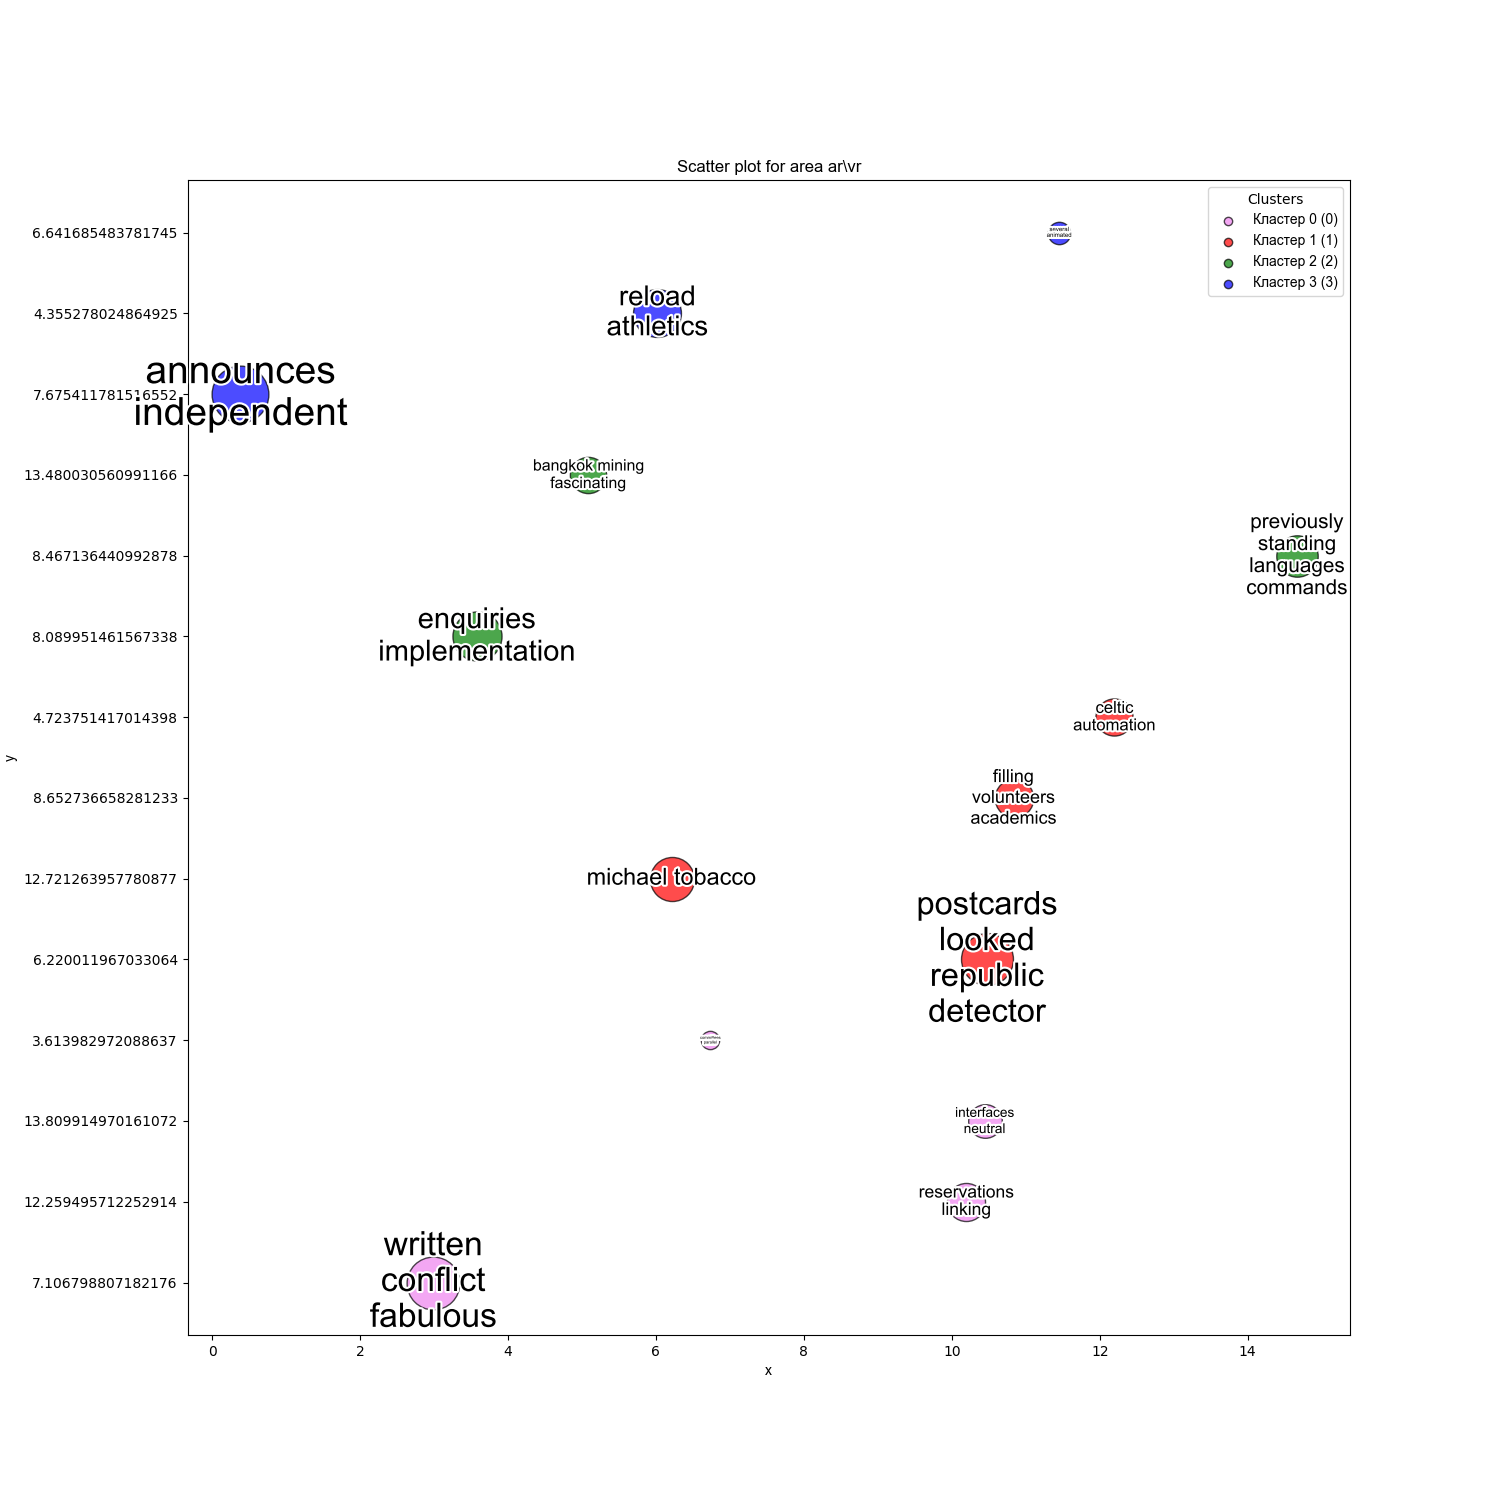 Scatter plot for area ar\vr
Clusters
Кластер 0 (0)
Кластер 1 (1)
Кластер 2 (2)
Кластер 3 (3)
6.641685483781745
several
animated
4.355278024864925
reload
athletics
7.675411781516552
announces
independent
13.480030560991166
bangkok mining
fascinating
8.467136440992878
previously
standing
languages
commands
8.089951461567338
enquiries
implementation
4.723751417014398
celtic
automation
8.652736658281233
filling
volunteers
academics
12.721263957780877
michael tobacco
6.220011967033064
postcards
looked
republic
detector
3.613982972088637
parallel
13.809914970161072
interfaces
neutral
12.259495712252914
reservations
linking
7.106798807182176
written
conflict
fabulous
y
0 2 4 6 8 10 12 14
x